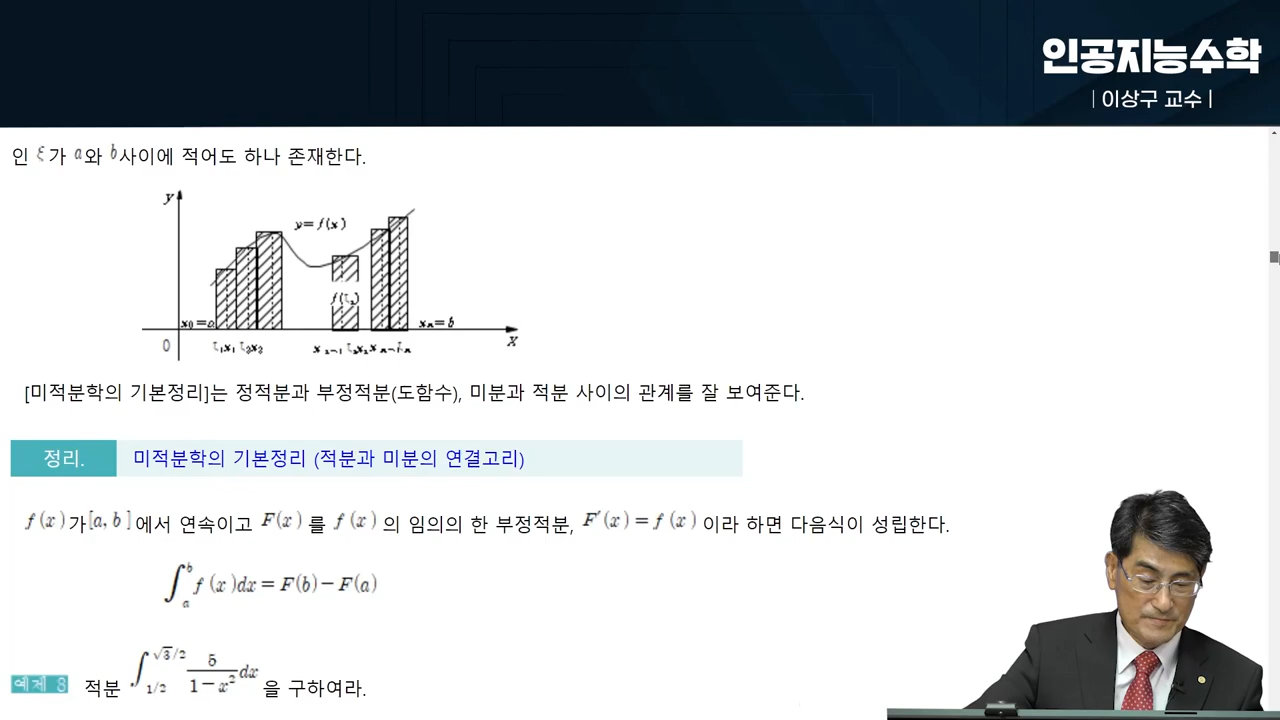 인공지능수학
| 이상구 교수 |
인 ξ가 a와 b사이에 적어도 하나 존재한다.
y
y=f(x)
x₀=a
xₙ=b
0
x
[미적분학의 기본정리]는 정적분과 부정적분(도함수), 미분과 적분 사이의 관계를 잘 보여준다.
정리. 미적분학의 기본정리 (적분과 미분의 연결고리)
f(x)가[a, b]에서 연속이고 F(x)를 f(x)의 임의의 한 부정적분, F′(x)=f(x)이라 하면 다음식이 성립한다.
∫ₐᵇ f(x)dx = F(b)−F(a)
예제 3 적분 ∫_{1/2}^{√3/2} 5/(1−x²) dx 을 구하여라.